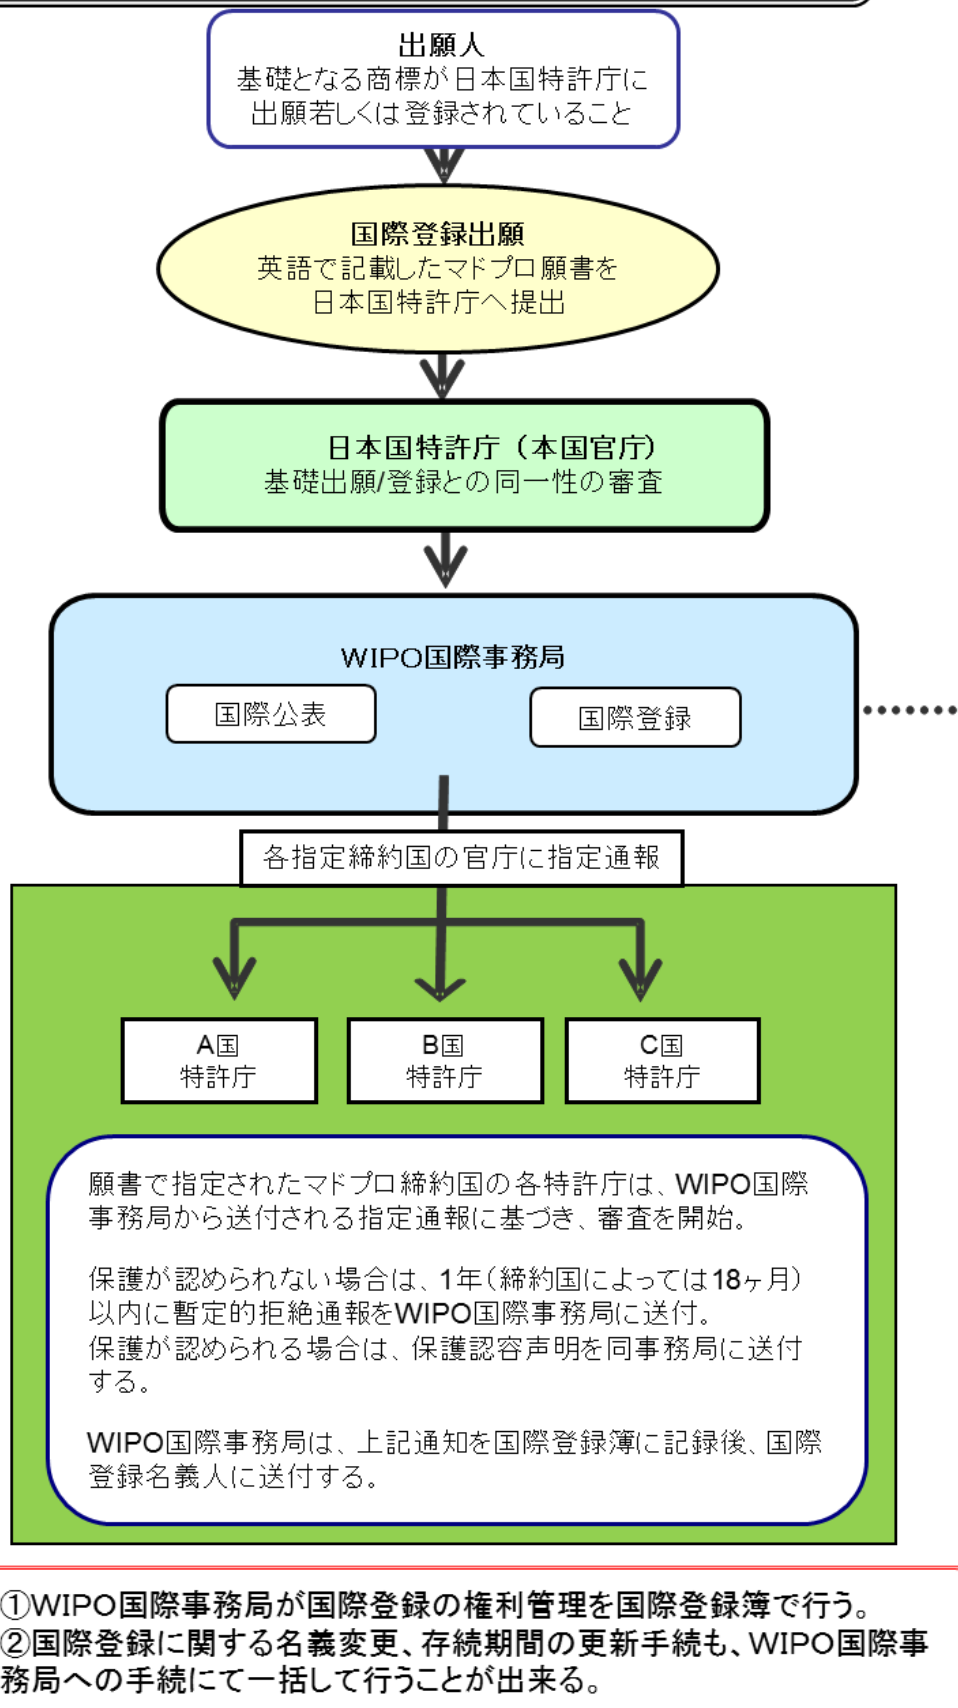 出願人
基礎となる商標が日本国特許庁に
出願若しくは登録されていること
国際登録出願
英語で記載したマドプロ願書を
日本国特許庁へ提出
日本国特許庁（本国官庁）
基礎出願/登録との同一性の審査
WIPO国際事務局
国際公表
国際登録
各指定締約国の官庁に指定通報
A国
特許庁
B国
特許庁
C国
特許庁
願書で指定されたマドプロ締約国の各特許庁は、WIPO国際
事務局から送付される指定通報に基づき、審査を開始。
保護が認められない場合は、1年（締約国によっては18ヶ月）
以内に暫定的拒絶通報をWIPO国際事務局に送付。
保護が認められる場合は、保護認容声明を同事務局に送付
する。
WIPO国際事務局は、上記通知を国際登録簿に記録後、国際
登録名義人に送付する。
①WIPO国際事務局が国際登録の権利管理を国際登録簿で行う。
②国際登録に関する名義変更、存続期間の更新手続も、WIPO国際事
務局への手続にて一括して行うことが出来る。